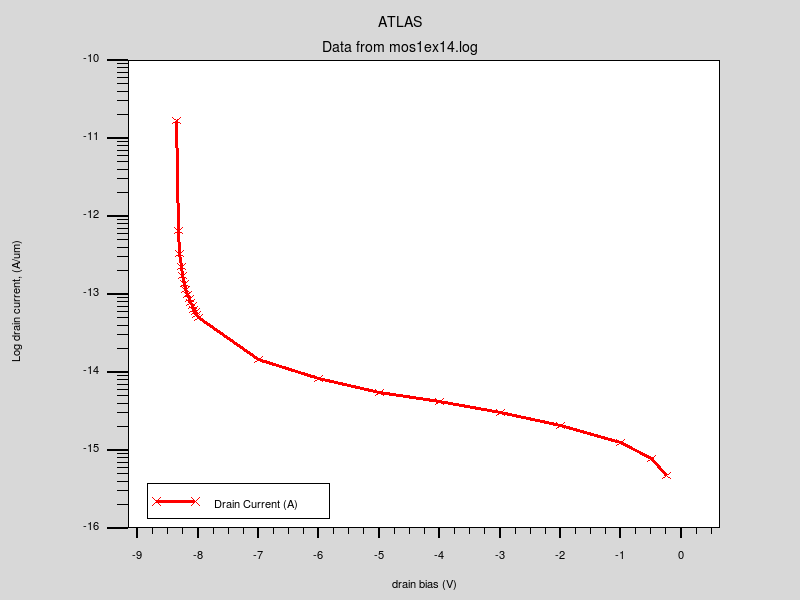 ATLAS
Data from mos1ex14.log
Log drain current, (A/um)
-10
-11
-12
-13
-14
-15
-16
Drain Current (A)
-9 -8 -7 -6 -5 -4 -3 -2 -1 0
drain bias (V)